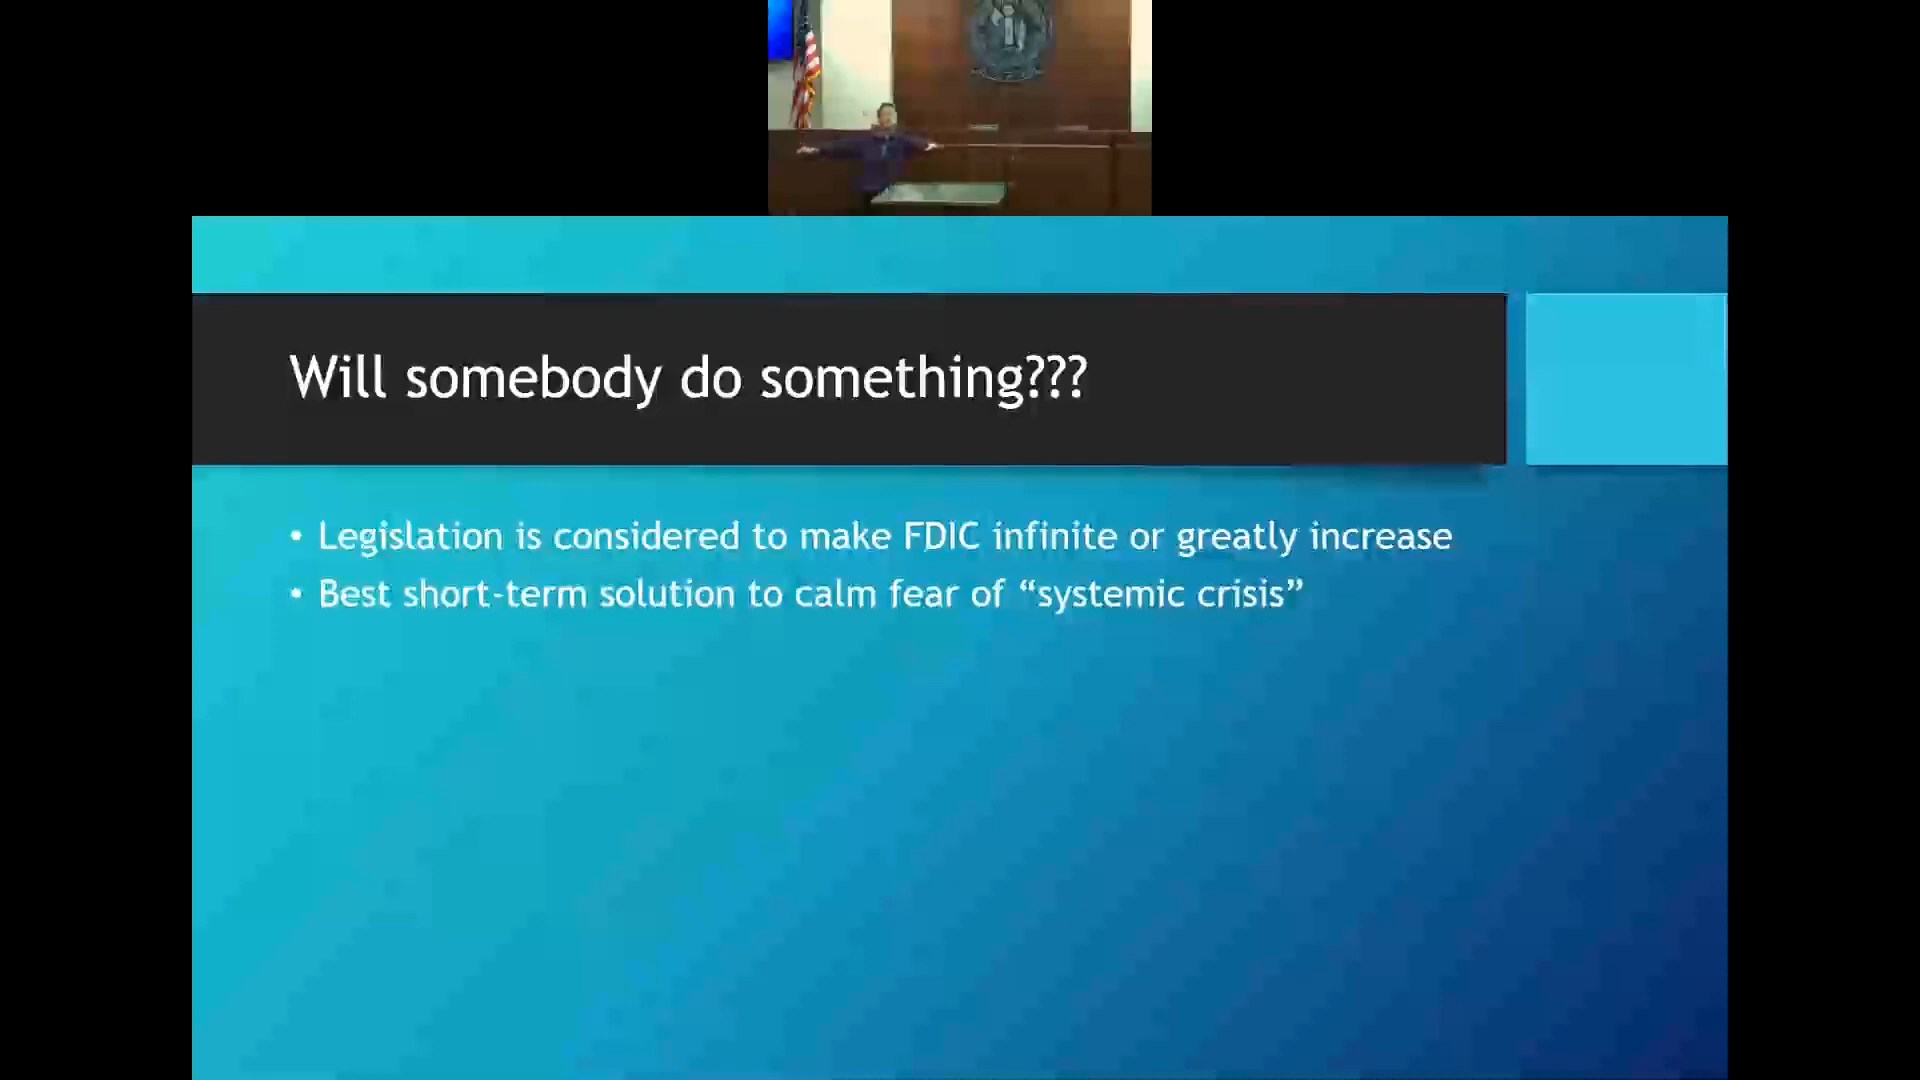 Will somebody do something???
• Legislation is considered to make FDIC infinite or greatly increase
• Best short-term solution to calm fear of “systemic crisis”